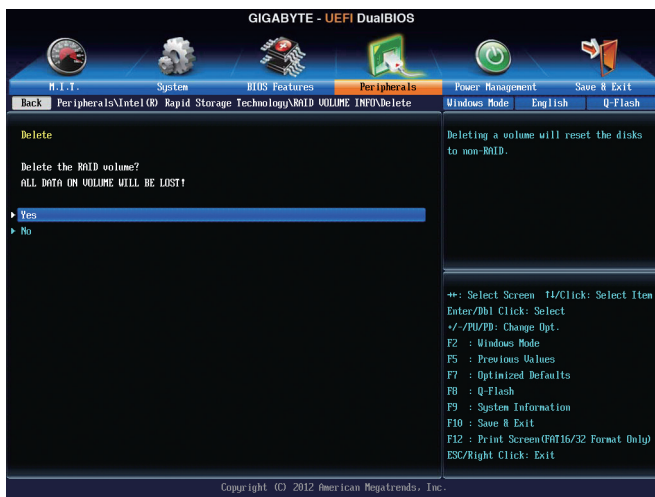 GIGABYTE - UEFI DualBIOS
M.I.T.
System
BIOS Features
Peripherals
Power Management
Save & Exit
Back Peripherals\Intel(R) Rapid Storage Technology\RAID VOLUME INFO\Delete
Windows Mode
English
Q-Flash
Delete
Delete the RAID volume?
ALL DATA ON VOLUME WILL BE LOST!
Yes
No
Deleting a volume will reset the disks
to non-RAID.
→←: Select Screen ↑↓/Click: Select Item
Enter/Dbl Click: Select
+/-/PU/PD: Change Opt.
F2 : Windows Mode
F5 : Previous Values
F7 : Optimized Defaults
F8 : Q-Flash
F9 : System Information
F10 : Save & Exit
F12 : Print Screen(FAT16/32 Format Only)
ESC/Right Click: Exit
Copyright (C) 2012 American Megatrends, Inc.